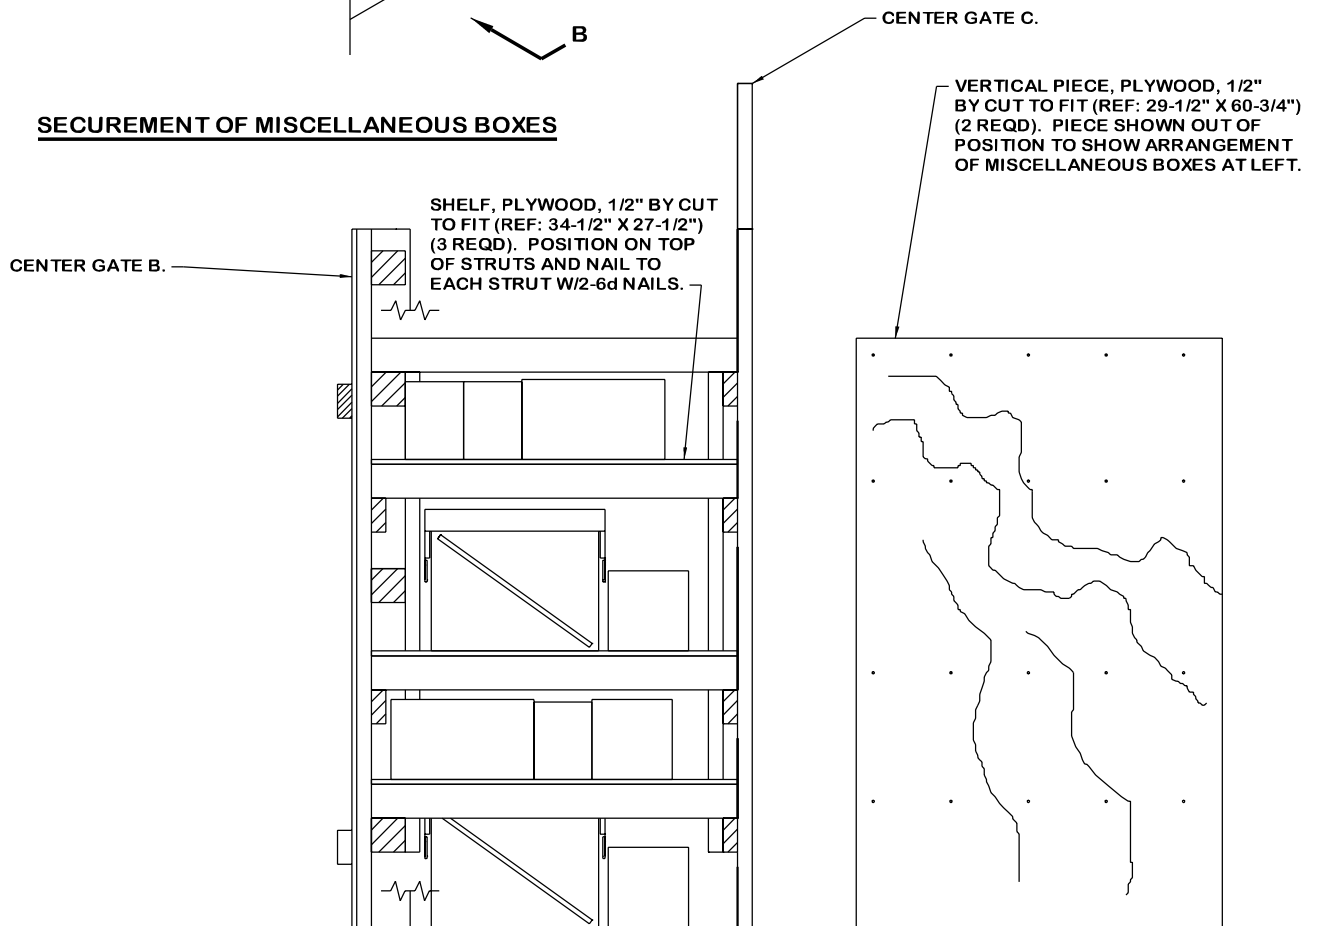 CENTER GATE C.
B
VERTICAL PIECE, PLYWOOD, 1/2"
BY CUT TO FIT (REF: 29-1/2" X 60-3/4")
(2 REQD).  PIECE SHOWN OUT OF
POSITION TO SHOW ARRANGEMENT
OF MISCELLANEOUS BOXES AT LEFT.
SECUREMENT OF MISCELLANEOUS BOXES
SHELF, PLYWOOD, 1/2" BY CUT
TO FIT (REF: 34-1/2" X 27-1/2")
(3 REQD).  POSITION ON TOP
OF STRUTS AND NAIL TO
EACH STRUT W/2-6d NAILS.
CENTER GATE B.